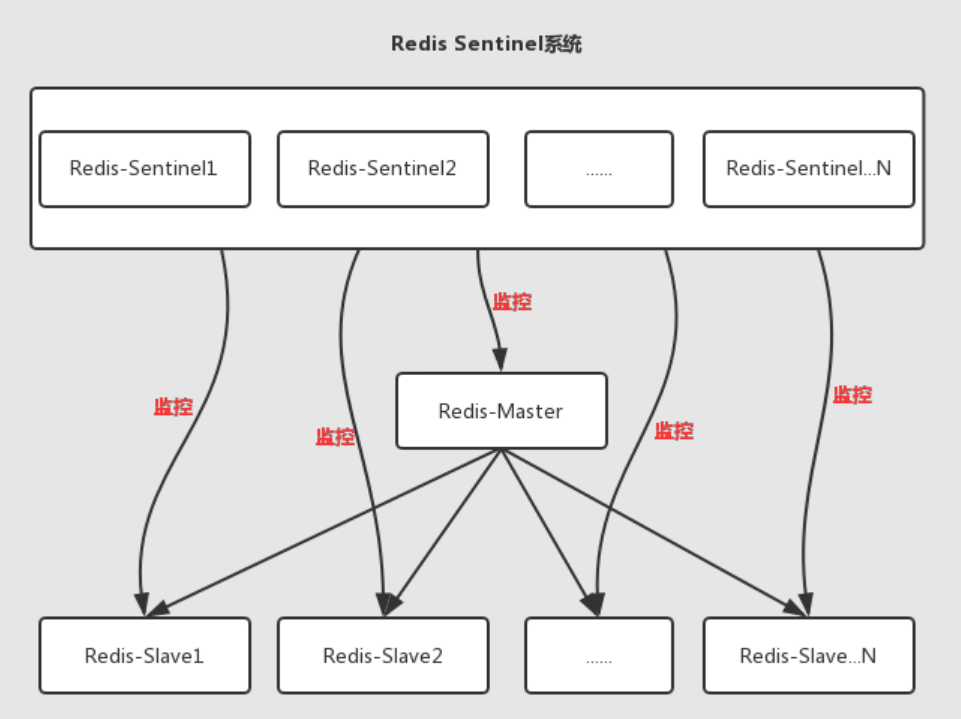 Redis Sentinel系统
Redis-Sentinel1
Redis-Sentinel2
......
Redis-Sentinel...N
监控
监控
监控
监控
监控
Redis-Master
Redis-Slave1
Redis-Slave2
......
Redis-Slave...N